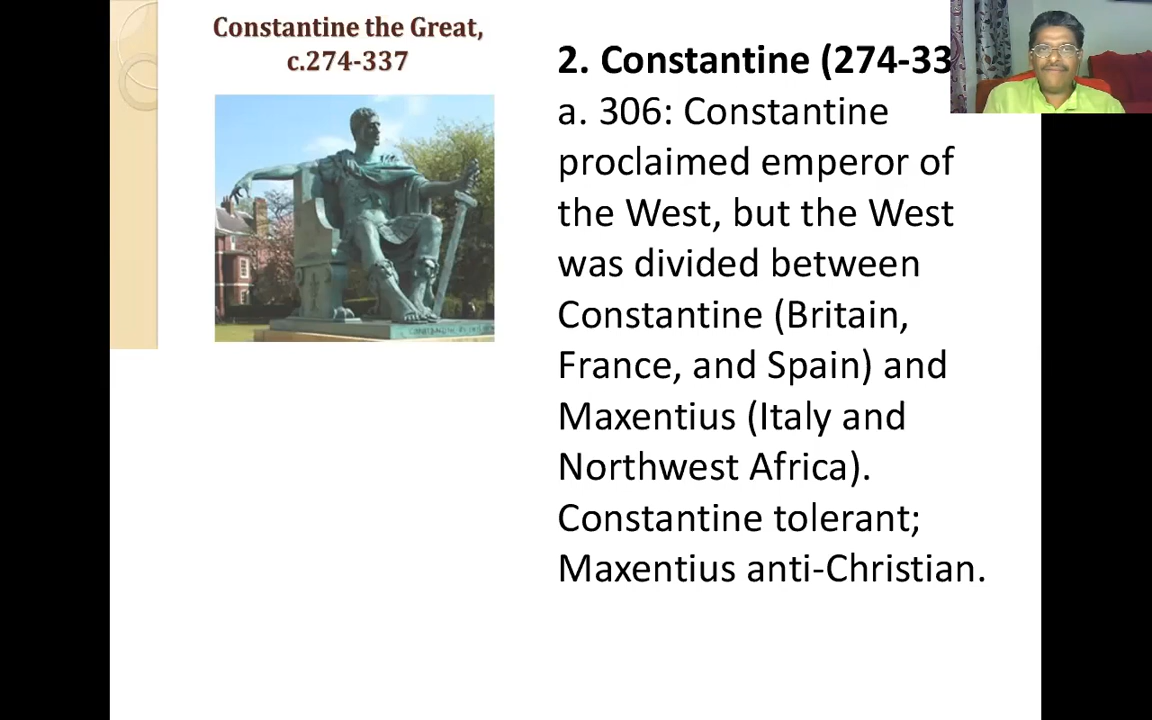 Constantine the Great,
c.274-337
2. Constantine (274-33
a. 306: Constantine
proclaimed emperor of
the West, but the West
was divided between
Constantine (Britain,
France, and Spain) and
Maxentius (Italy and
Northwest Africa).
Constantine tolerant;
Maxentius anti-Christian.